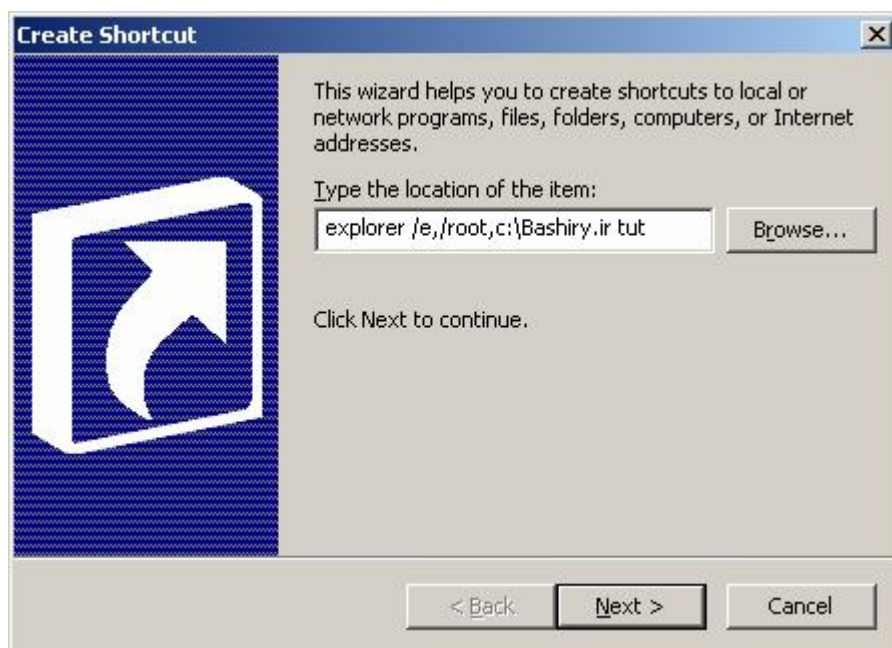 Create Shortcut
This wizard helps you to create shortcuts to local or
network programs, files, folders, computers, or Internet
addresses.
Type the location of the item:
explorer /e,/root,c:\Bashiry.ir tut
Browse...
Click Next to continue.
< Back
Next >
Cancel